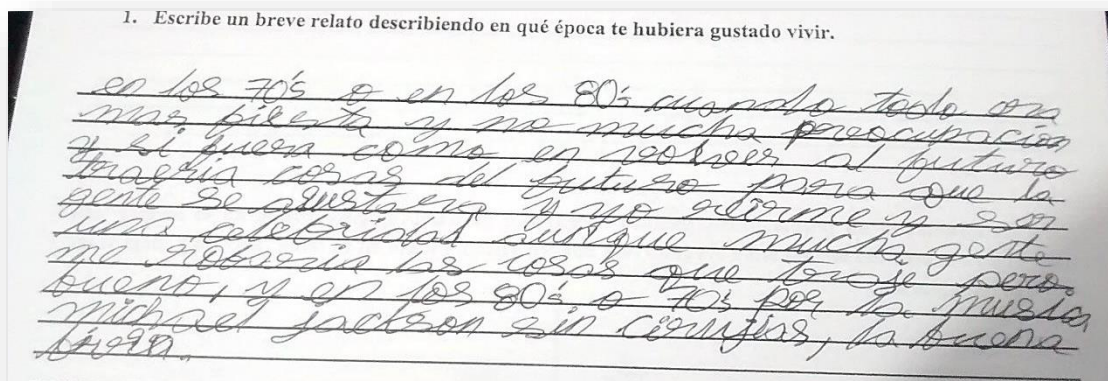 1. Escribe un breve relato describiendo en qué época te hubiera gustado vivir.
en los 70's o en los 80's cuando todo era
mas fiesta y no mucha preocupacion
y si fuera como en volver al futuro
traeria cosas del futuro para que la
gente se asustara y yo reirme y ser
una celebridad aunque mucha gente
me robaria las cosas que traje pero
bueno, y en los 80's o 70's por la musica
michael jackson sin cirugias, la buena